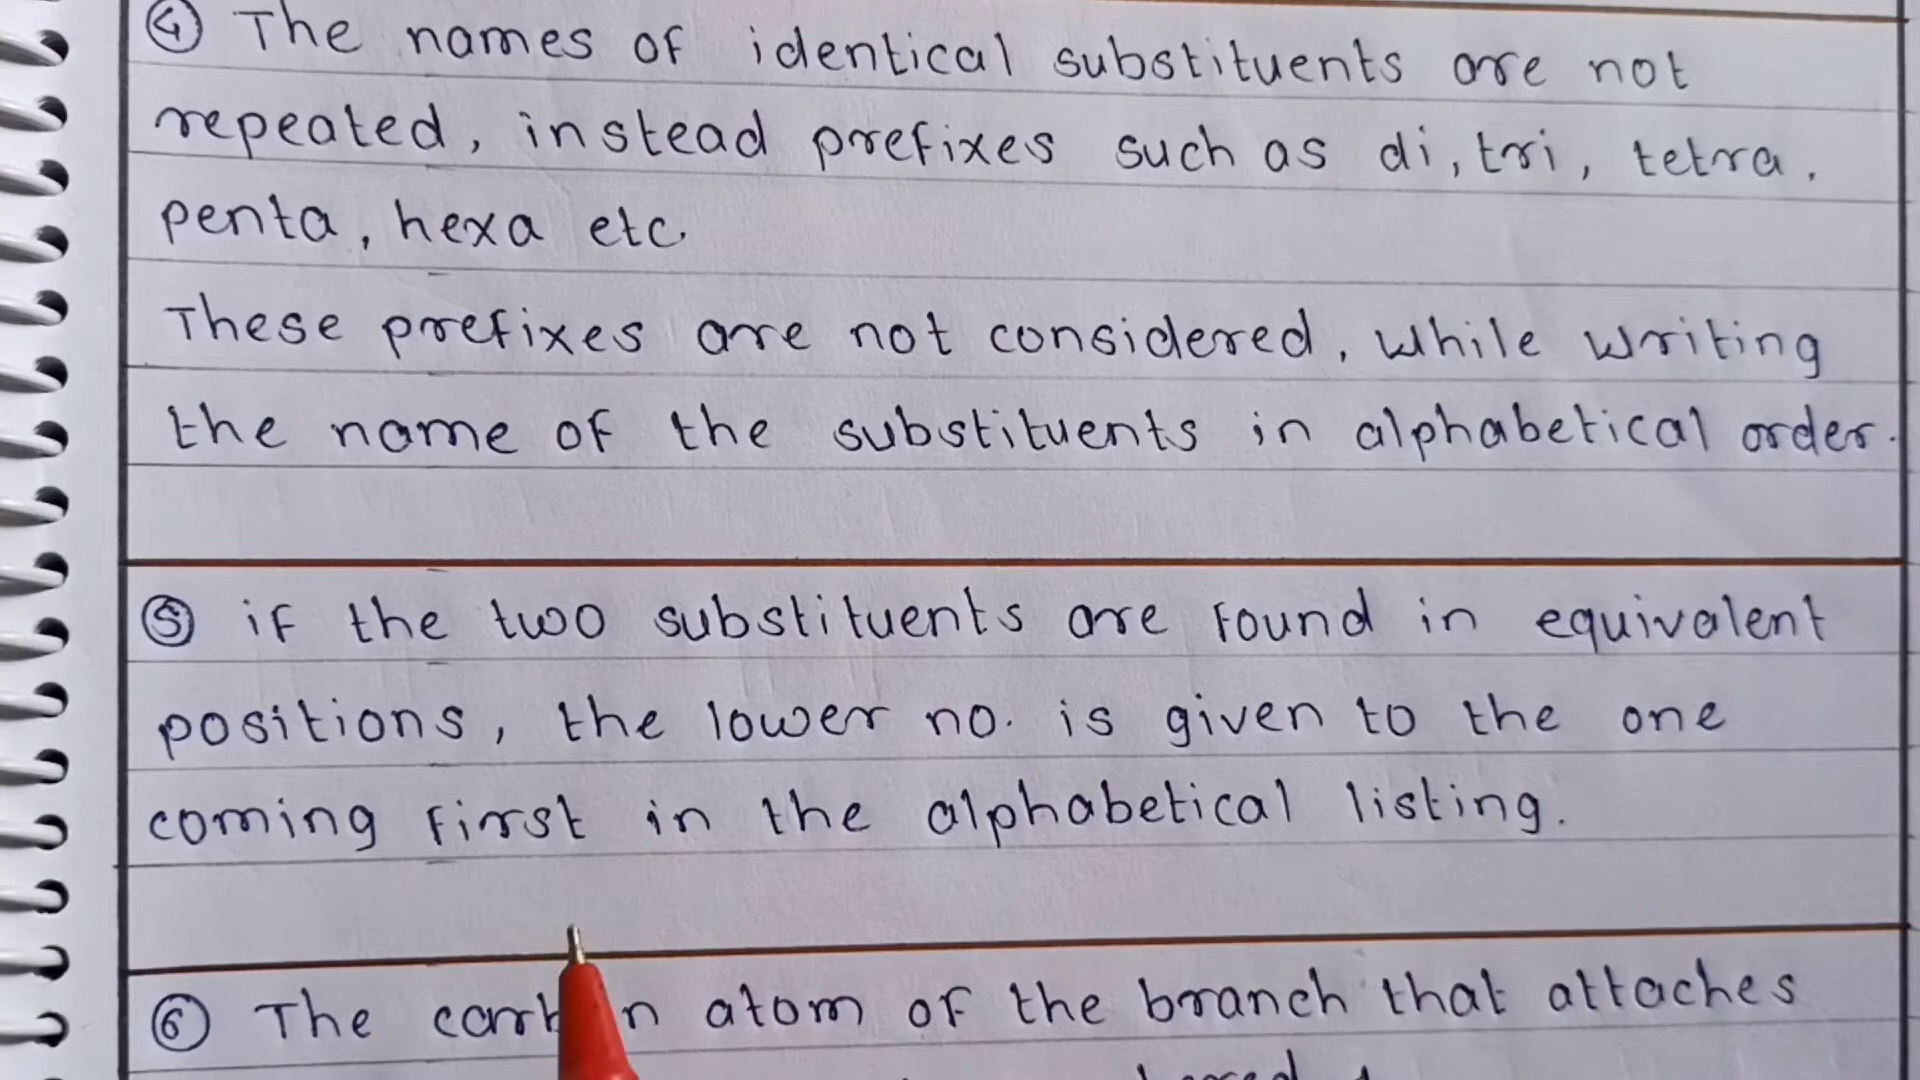 ④ The names of identical substituents are not
repeated, instead prefixes such as di, tri, tetra,
penta, hexa etc.
These prefixes are not considered, while writing
the name of the substituents in alphabetical order.
⑤ if the two substituents are found in equivalent
positions, the lower no. is given to the one
coming first in the alphabetical listing.
⑥ The atom of the branch that attaches